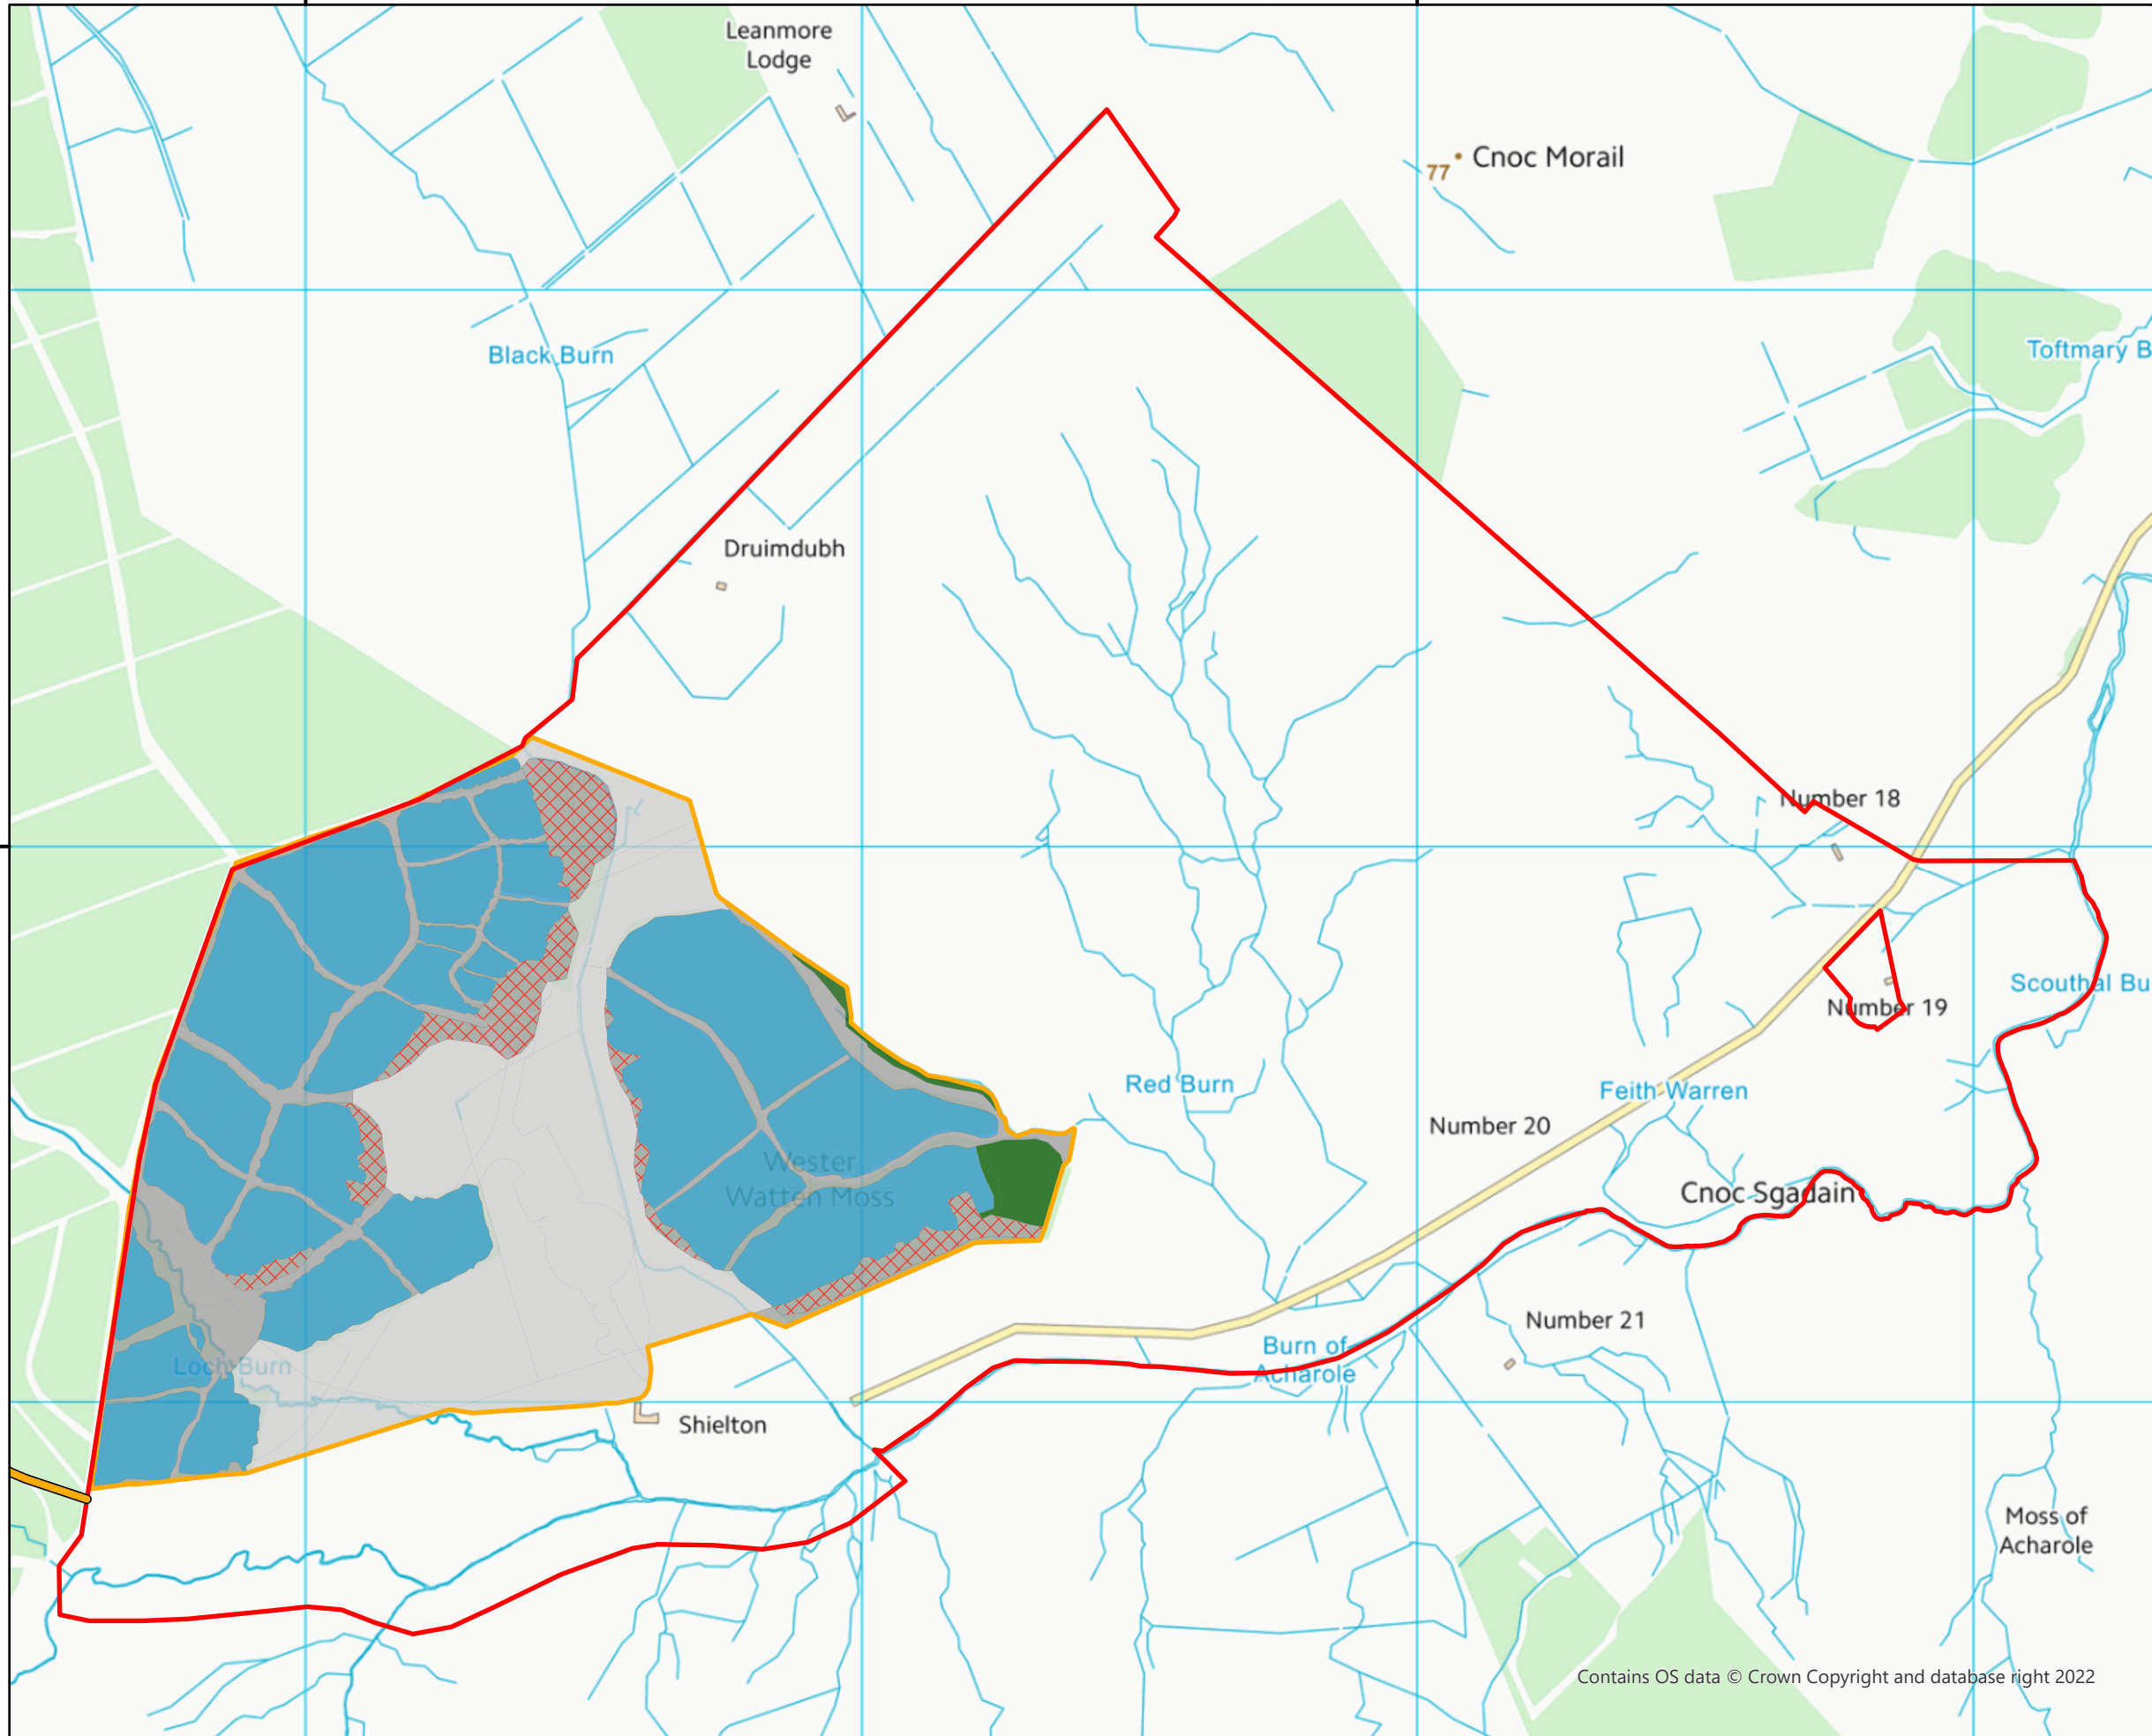 Leanmore
Lodge
77
Cnoc Morail
Black Burn
Toftmary B
Druimdubh
Number 18
Scouthal Bu
Number 19
Red Burn
Feith Warren
Number 20
Wester
Watten Moss
Cnoc Sgadain
Number 21
Burn of
Acharole
Loch Burn
Shielton
Moss of
Acharole
Contains OS data © Crown Copyright and database right 2022